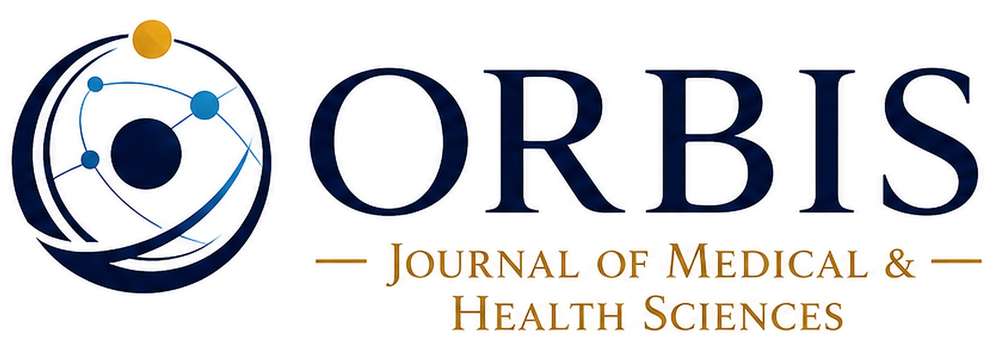 ORBIS
Journal of Medical &
Health Sciences